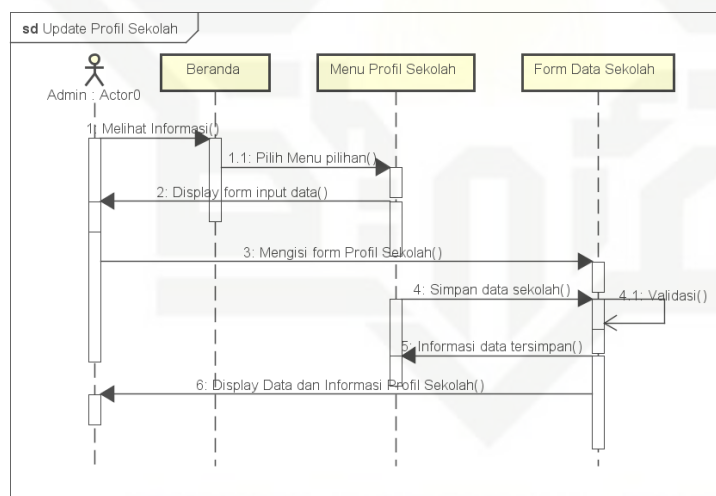 sd Update Profil Sekolah
Beranda
Menu Profil Sekolah
Form Data Sekolah
Admin : Actor0
1: Melihat Informasi()
1.1: Pilih Menu pilihan()
2: Display form input data()
3: Mengisi form Profil Sekolah()
4: Simpan data sekolah()
4.1: Validasi()
5: Informasi data tersimpan()
6: Display Data dan Informasi Profil Sekolah()